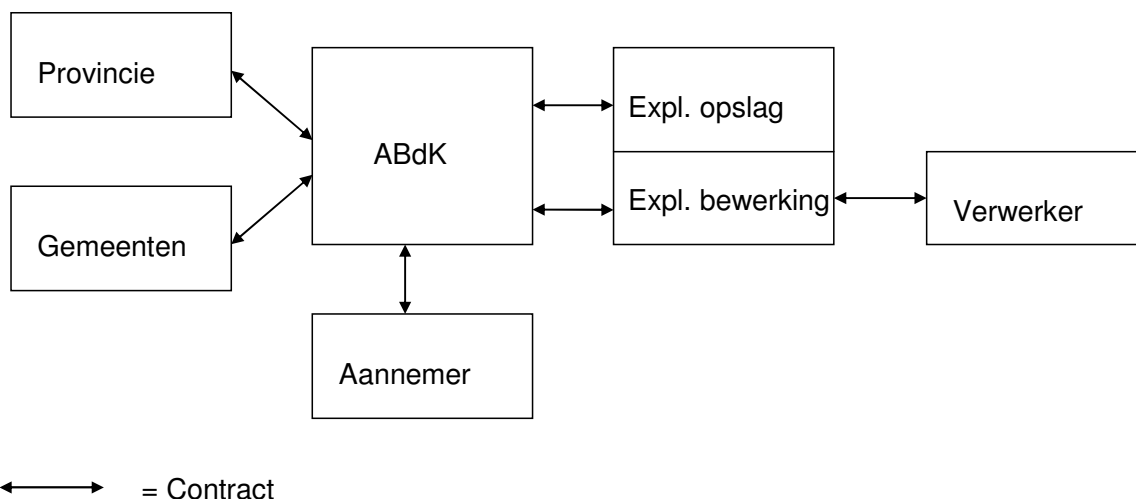 Provincie
Gemeenten
ABdK
Aannemer
Expl. opslag
Expl. bewerking
Verwerker
= Contract